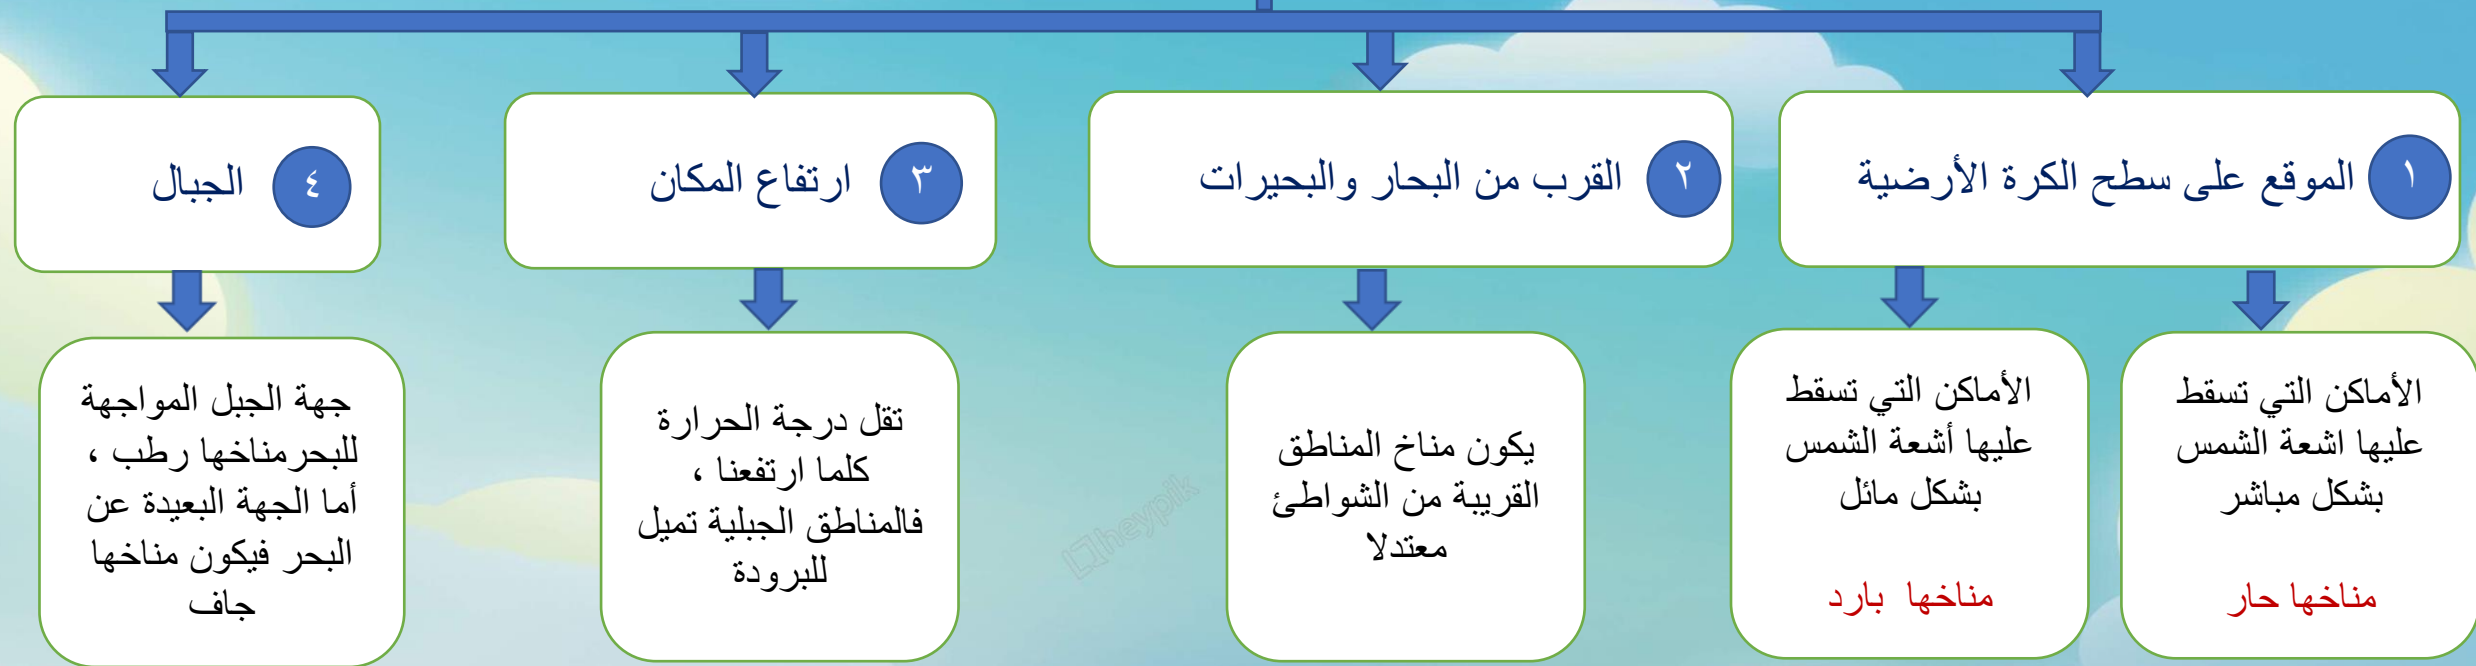 ١ الموقع على سطح الكرة الأرضية
٢ القرب من البحار والبحيرات
٣ ارتفاع المكان
٤ الجبال
الأماكن التي تسقط
عليها اشعة الشمس
بشكل مباشر
مناخها حار
الأماكن التي تسقط
عليها أشعة الشمس
بشكل مائل
مناخها بارد
يكون مناخ المناطق
القريبة من الشواطئ
معتدلا
تقل درجة الحرارة
كلما ارتفعنا ،
فالمناطق الجبلية تميل
للبرودة
جهة الجبل المواجهة
للبحرمناخها رطب ،
أما الجهة البعيدة عن
البحر فيكون مناخها
جاف
heypik